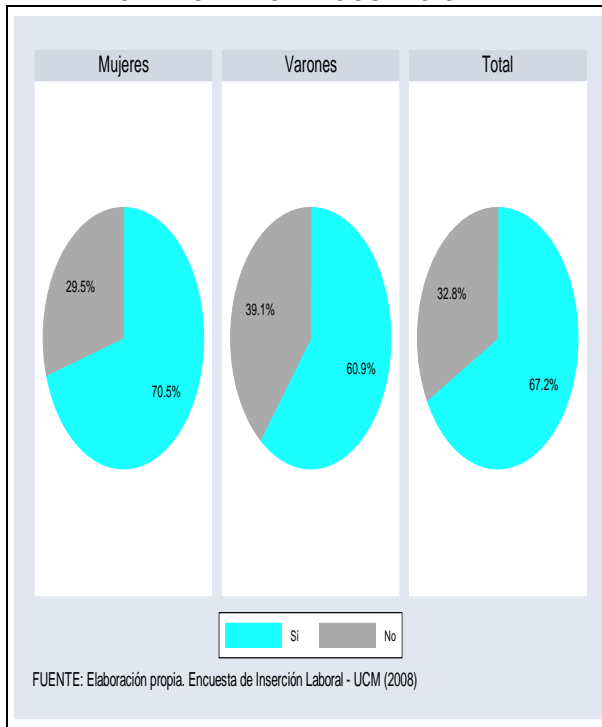 Mujeres Varones Total
29.5% 39.1% 32.8%
70.5% 60.9% 67.2%
Sí No
FUENTE: Elaboración propia. Encuesta de Inserción Laboral - UCM (2008)